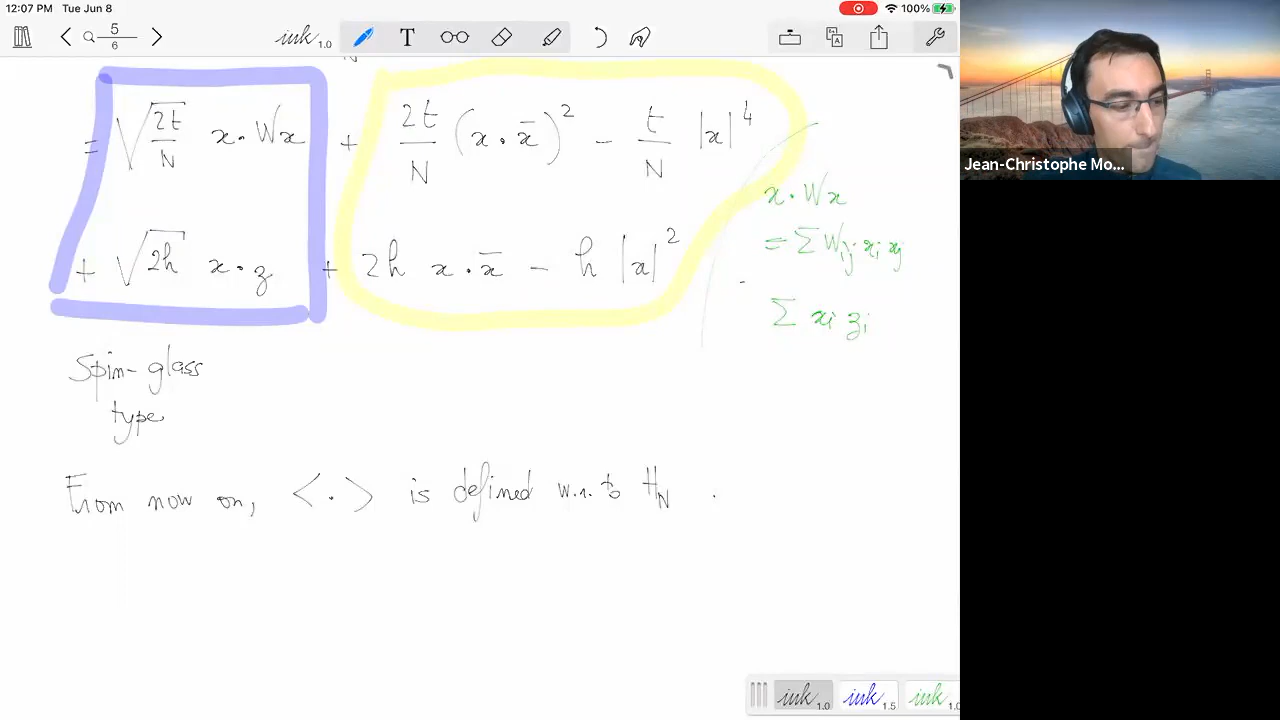 12:07 PM Tue Jun 8
100%
5
6
ink 1.0
T
= √(2t/N) x · Wx + 2t/N (x · x̄)² − t/N |x|⁴
+ √2h x · z + 2h x · x̄ − h |x|²
x · Wx
= Σ Wij xi xj
Σ xi zi
Spin-glass
type
From now on, < · > is defined w.r. to HN .
ink 1.0
ink 1.5
ink 1.0
Jean-Christophe Mo...